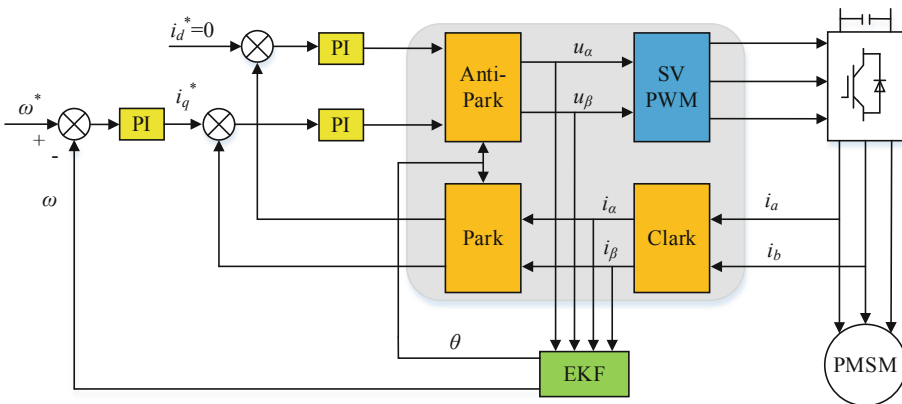 i_d^*=0
PI
Anti-
Park
u_α
u_β
SV
PWM
ω^*
+
-
PI
i_q^*
PI
ω
Park
i_α
i_β
Clark
i_a
i_b
θ
EKF
PMSM